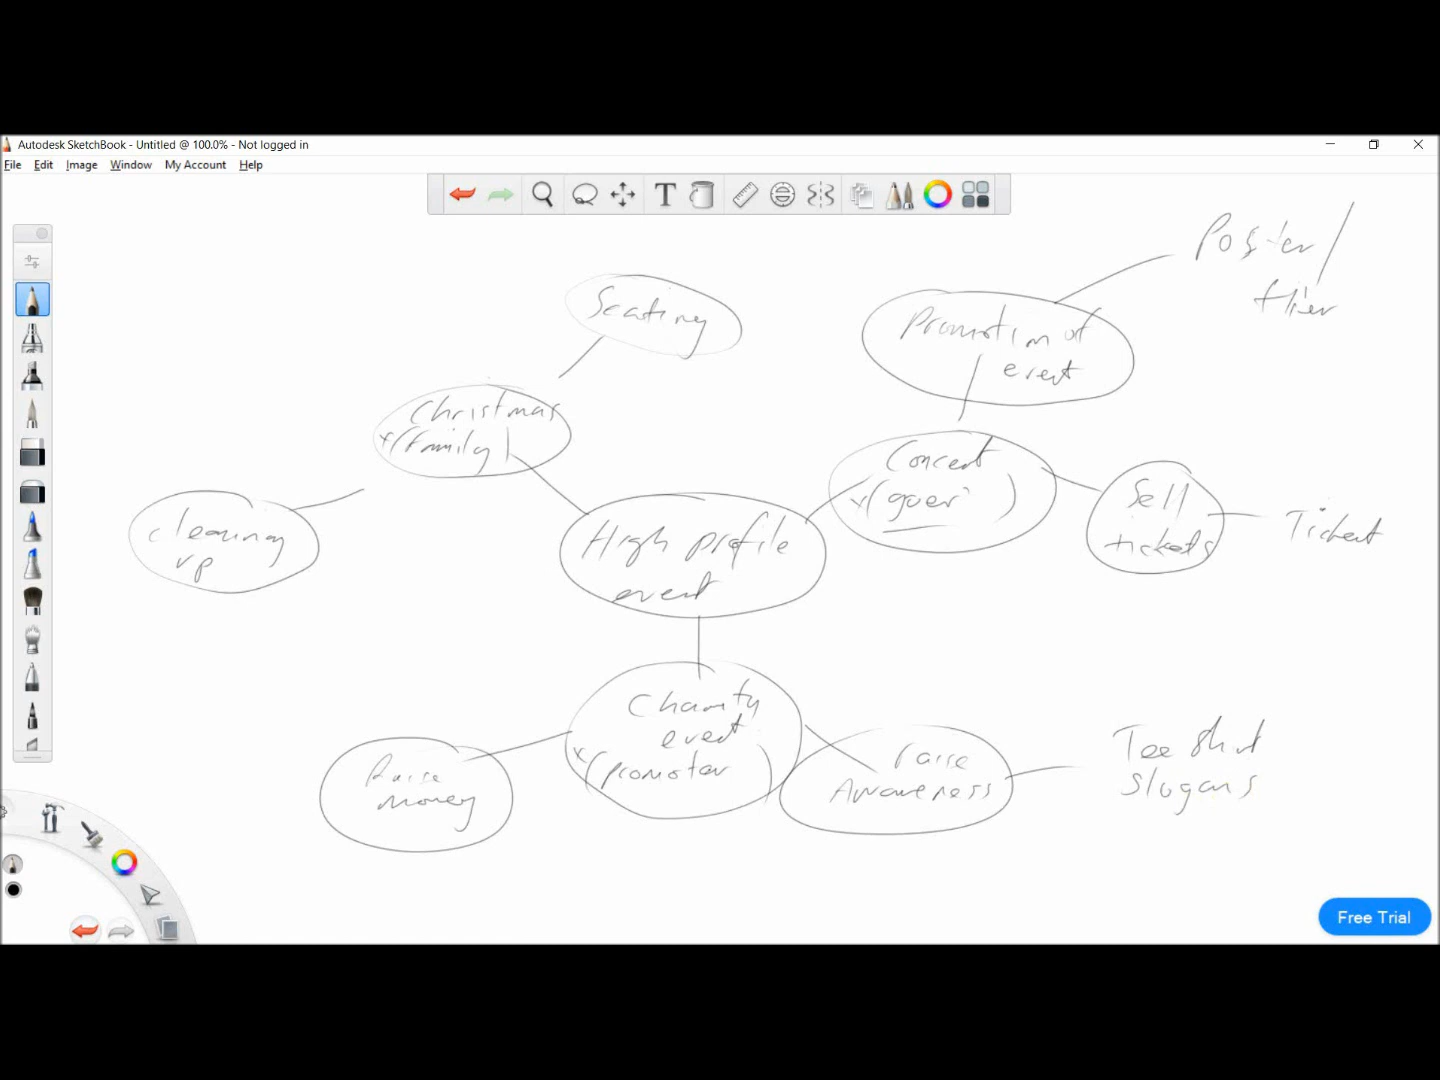 Autodesk SketchBook - Untitled @ 100.0% - Not logged in
File Edit Image Window My Account Help
T
Poster/
flier
Seating
Promotion of
event
Christmas
x(family)
Concert
x(goer)
Sell
tickets
Ticket
cleaning
up
High profile
event
Charity
event
x(promoter)
Raise
money
raise
Awareness
Tee Shirt
Slogans
Free Trial